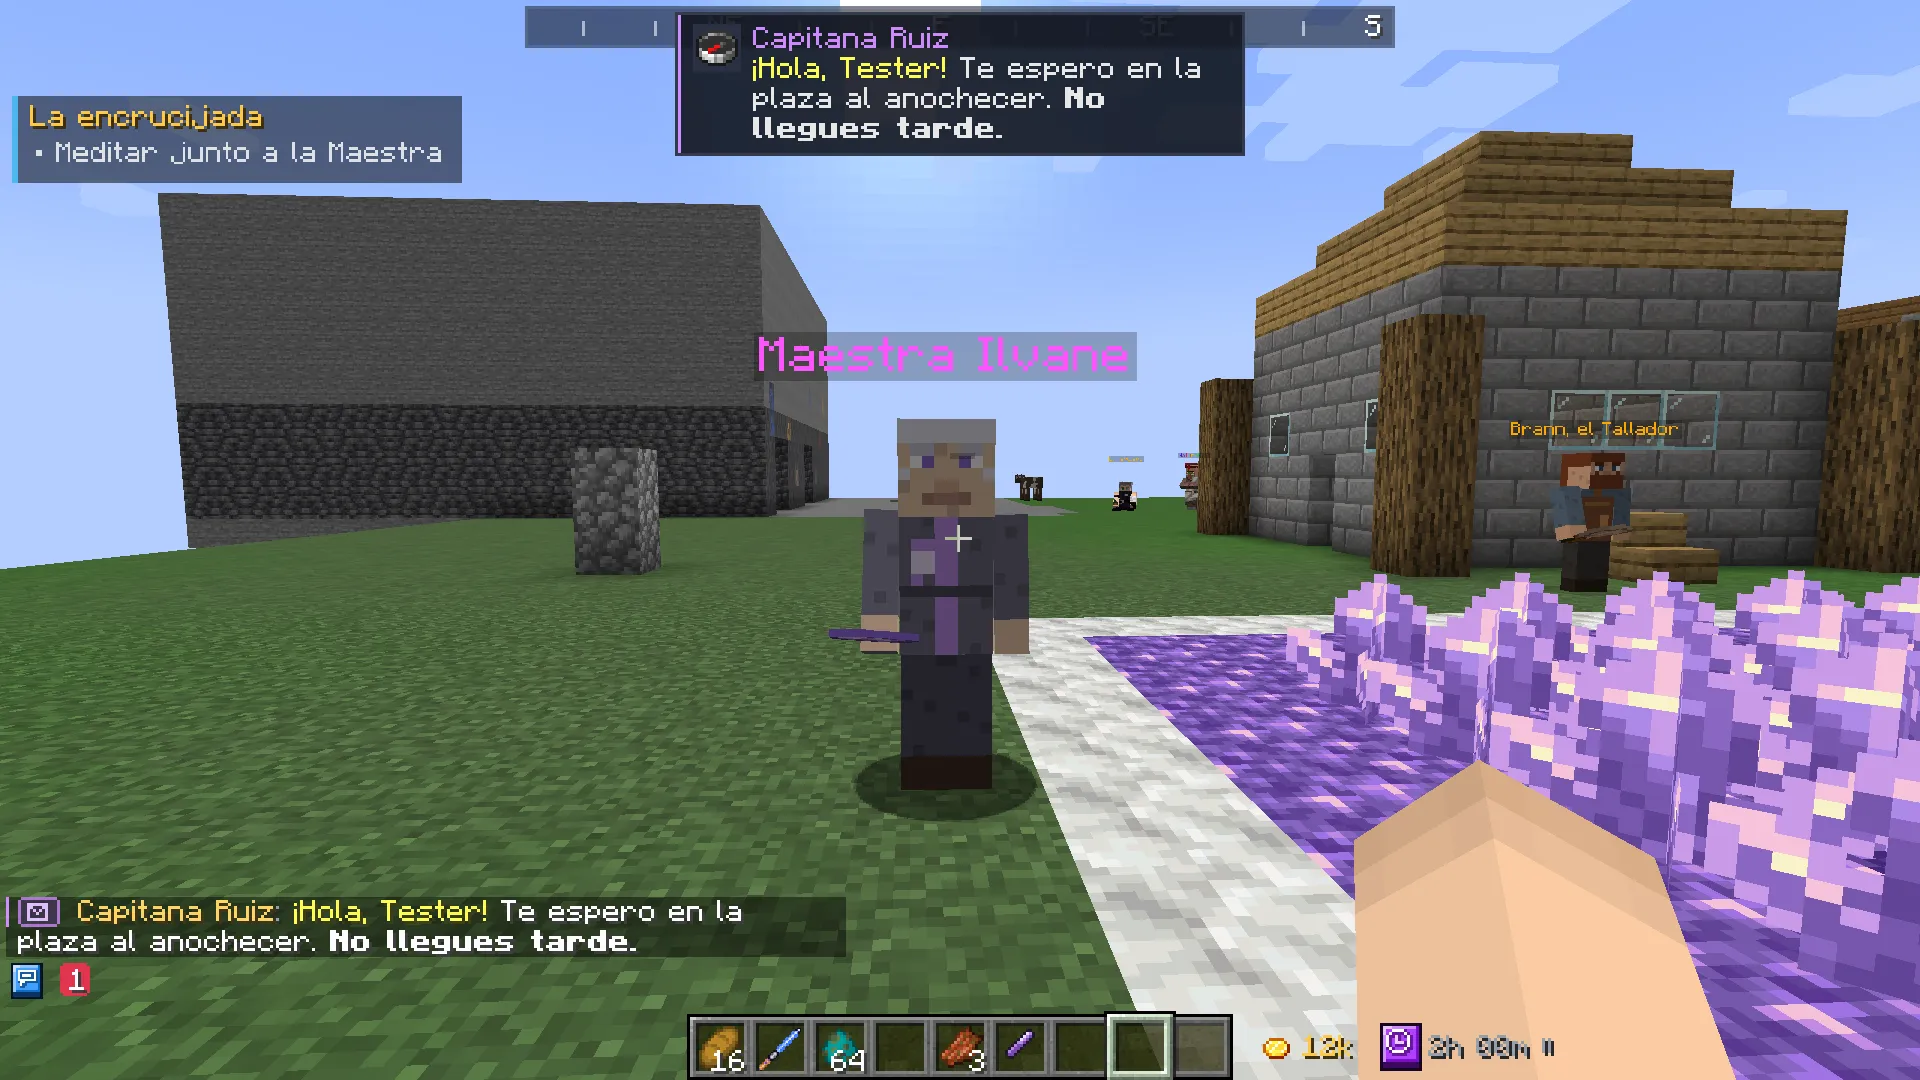 S
Capitana Ruiz
¡Hola, Tester! Te espero en la
plaza al anochecer. No
llegues tarde.
La encrucijada
• Meditar junto a la Maestra
Maestra Ilvane
Brann, el Tallador
Capitana Ruiz: ¡Hola, Tester! Te espero en la
plaza al anochecer. No llegues tarde.
1
16
64
3
12k
2h 00m